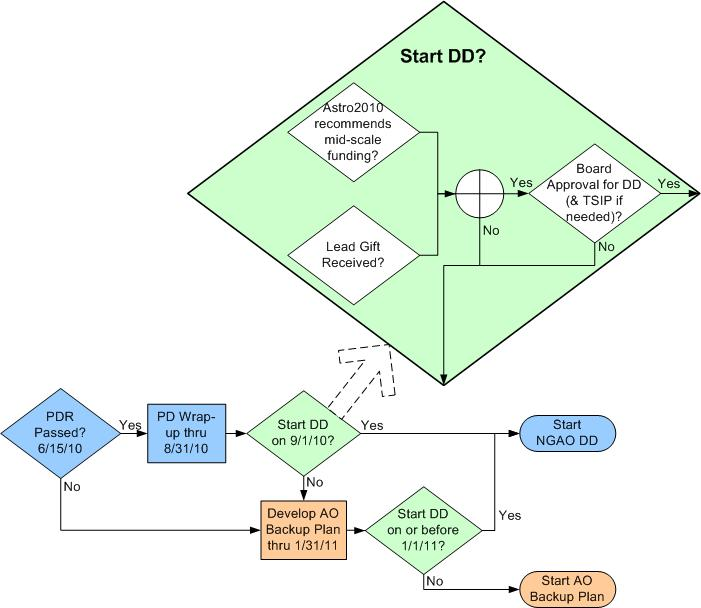 Start DD?
Astro2010
recommends
mid-scale
funding?
Lead Gift
Received?
Yes
No
Board
Approval for DD
(& TSIP if
needed)?
Yes
No
PDR
Passed?
6/15/10
Yes
No
PD Wrap-
up thru
8/31/10
Start DD
on 9/1/10?
Yes
No
Start
NGAO DD
Develop AO
Backup Plan
thru 1/31/11
Start DD
on or before
1/1/11?
Yes
No
Start AO
Backup Plan